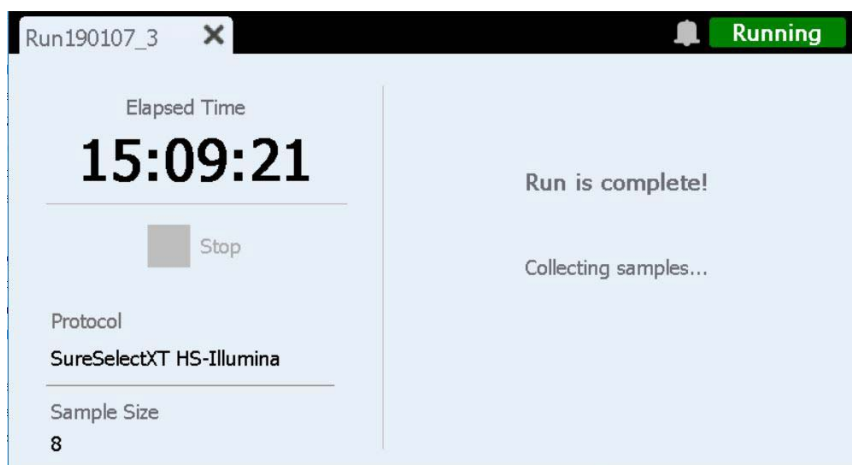 Run190107_3
Running
Elapsed Time
15:09:21
Stop
Protocol
SureSelectXT HS-Illumina
Sample Size
8
Run is complete!
Collecting samples...